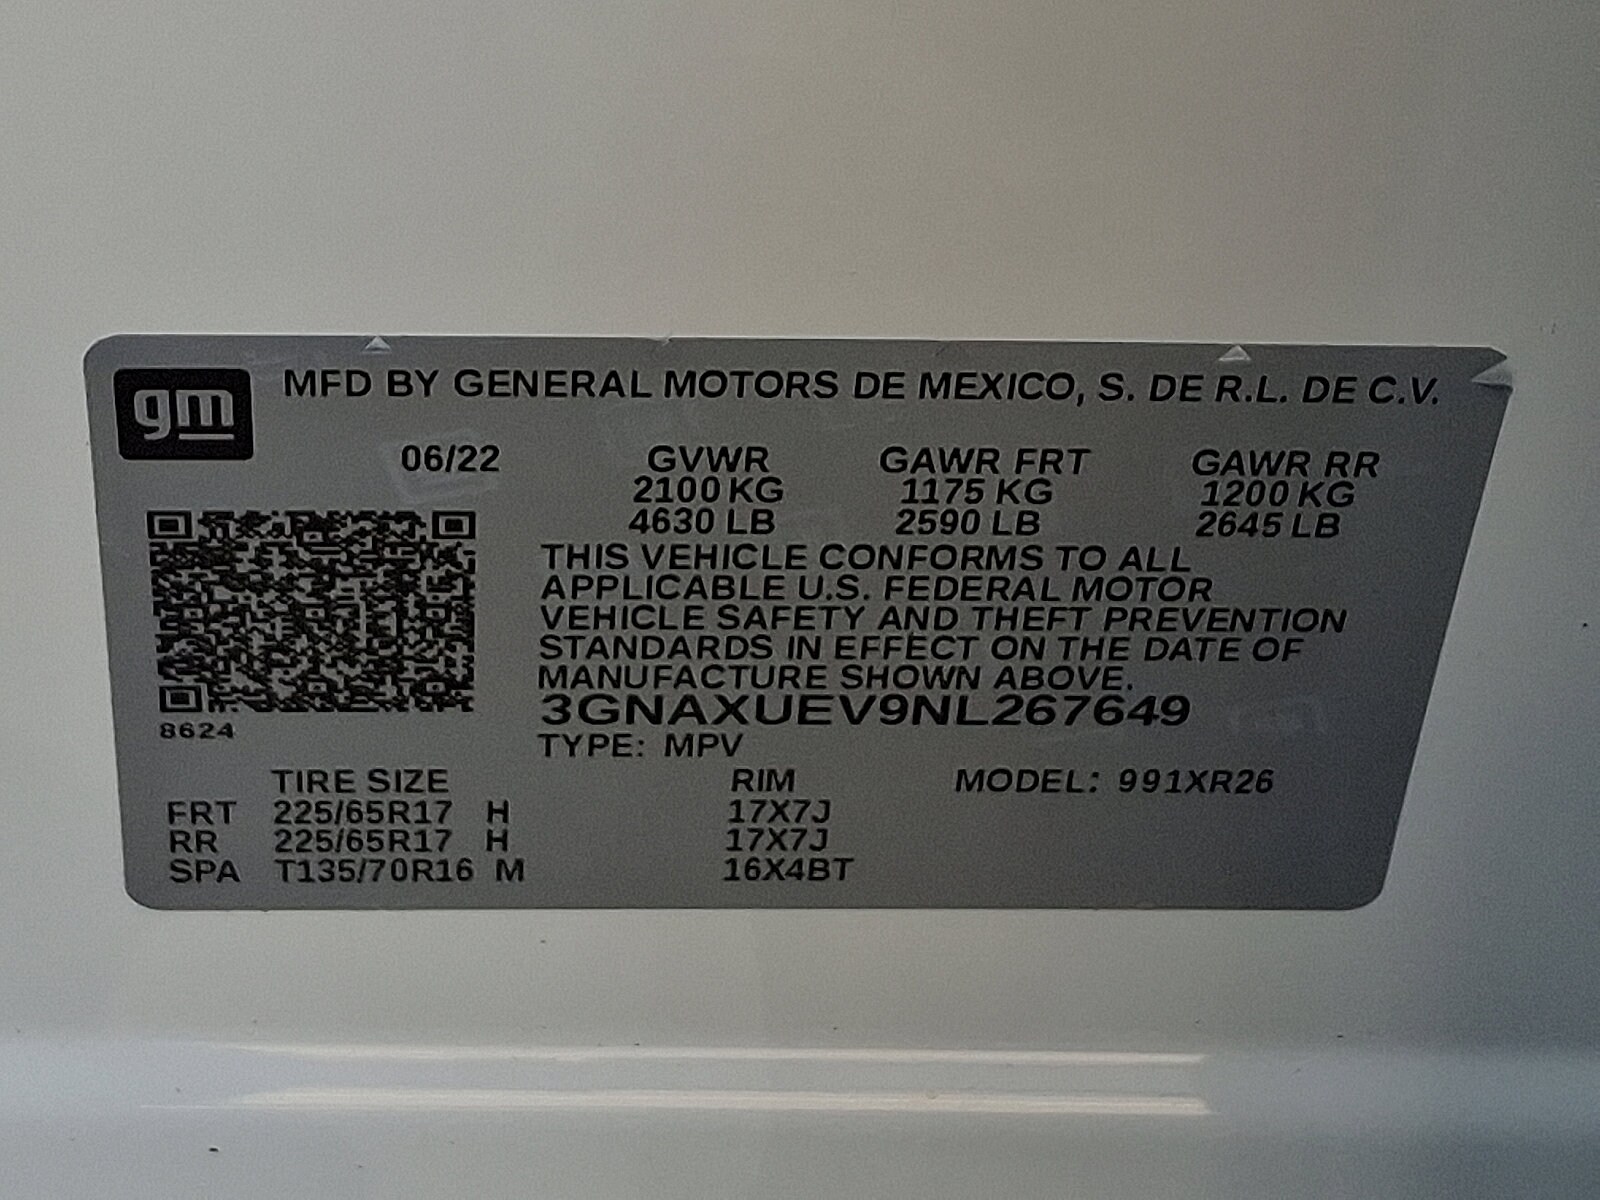 gm MFD BY GENERAL MOTORS DE MEXICO, S. DE R.L. DE C.V.
06/22 GVWR GAWR FRT GAWR RR
2100 KG 1175 KG 1200 KG
4630 LB 2590 LB 2645 LB
THIS VEHICLE CONFORMS TO ALL
APPLICABLE U.S. FEDERAL MOTOR
VEHICLE SAFETY AND THEFT PREVENTION
STANDARDS IN EFFECT ON THE DATE OF
MANUFACTURE SHOWN ABOVE.
3GNAXUEV9NL267649
8624
TYPE: MPV
TIRE SIZE RIM MODEL: 991XR26
FRT 225/65R17 H 17X7J
RR 225/65R17 H 17X7J
SPA T135/70R16 M 16X4BT